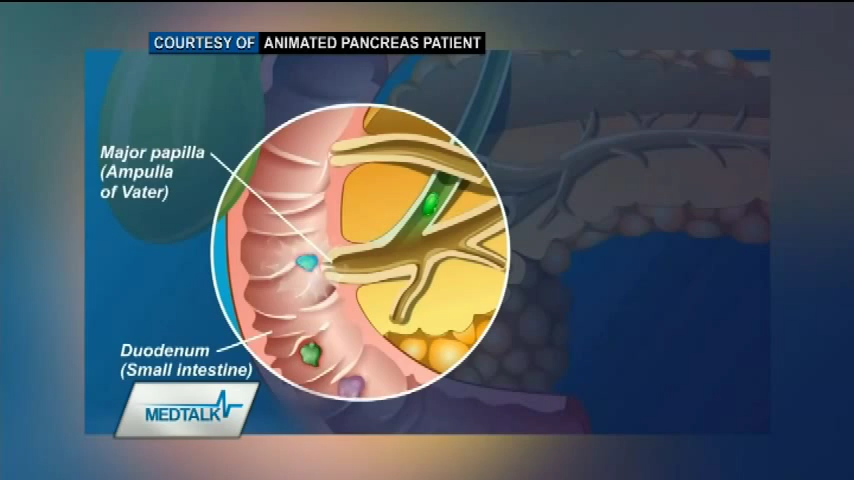 COURTESY OF ANIMATED PANCREAS PATIENT
Major papilla
(Ampulla
of Vater)
Duodenum
(Small intestine)
MEDTALK